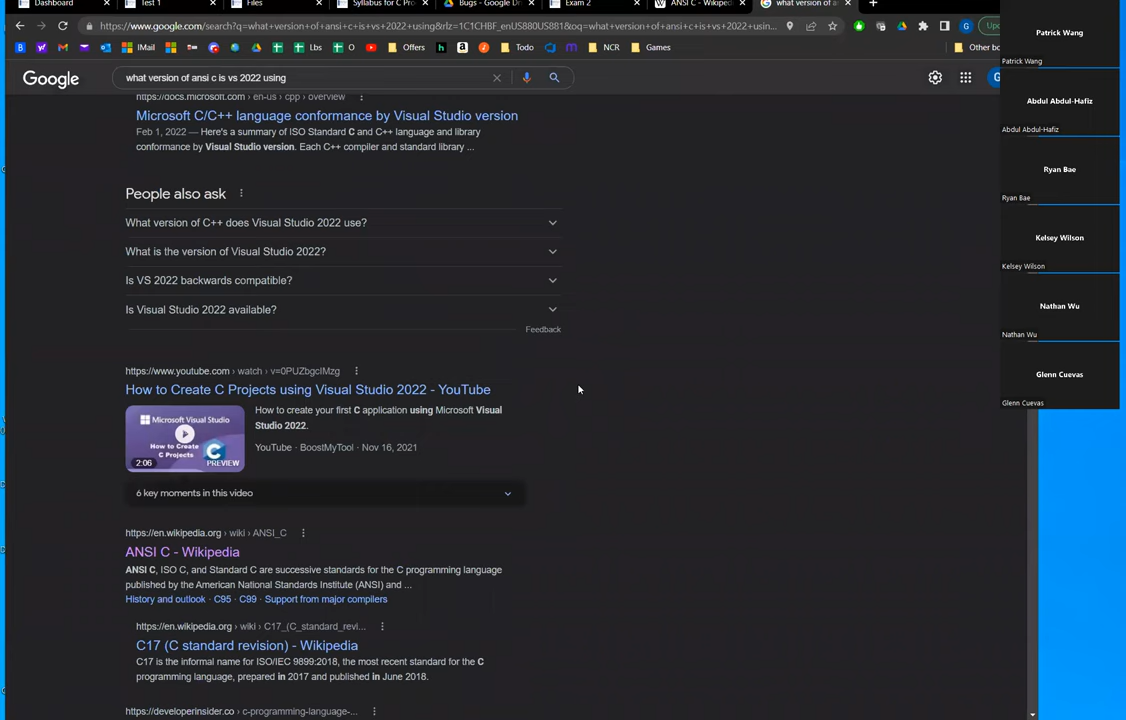 Dashboard
Test 1
Files
Syllabus for C Pro
Bugs - Google Dr
Exam 2
ANSI C - Wikiped
what version of a
google.com/search?q=what+version+of+ansi+c+is+vs+2022+using&rlz=1C1CHBF_enUS880US881&oq=what+version+of+ansi+c+is+vs+2022+usin...
G
Up
IMail
Lbs
Offers
Todo
NCR
Games
Other bo
Google
what version of ansi c is vs 2022 using
G
https://docs.microsoft.com › en-us › cpp › overview
Microsoft C/C++ language conformance by Visual Studio version
Feb 1, 2022 — Here's a summary of ISO Standard C and C++ language and library
conformance by Visual Studio version. Each C++ compiler and standard library ...
People also ask
What version of C++ does Visual Studio 2022 use?
What is the version of Visual Studio 2022?
Is VS 2022 backwards compatible?
Is Visual Studio 2022 available?
Feedback
https://www.youtube.com › watch › v=0PUZbgcIMzg
How to Create C Projects using Visual Studio 2022 - YouTube
Microsoft Visual Studio
How to Create
C Projects
C
2:06
PREVIEW
How to create your first C application using Microsoft Visual
Studio 2022.
YouTube · BoostMyTool · Nov 16, 2021
6 key moments in this video
https://en.wikipedia.org › wiki › ANSI_C
ANSI C - Wikipedia
ANSI C, ISO C, and Standard C are successive standards for the C programming language
published by the American National Standards Institute (ANSI) and ...
History and outlook · C95 · C99 · Support from major compilers
https://en.wikipedia.org › wiki › C17_(C_standard_revi...
C17 (C standard revision) - Wikipedia
C17 is the informal name for ISO/IEC 9899:2018, the most recent standard for the C
programming language, prepared in 2017 and published in June 2018.
https://developerinsider.co › c-programming-language-...
Patrick Wang
Patrick Wang
Abdul Abdul-Hafiz
Abdul Abdul-Hafiz
Ryan Bae
Ryan Bae
Kelsey Wilson
Kelsey Wilson
Nathan Wu
Nathan Wu
Glenn Cuevas
Glenn Cuevas